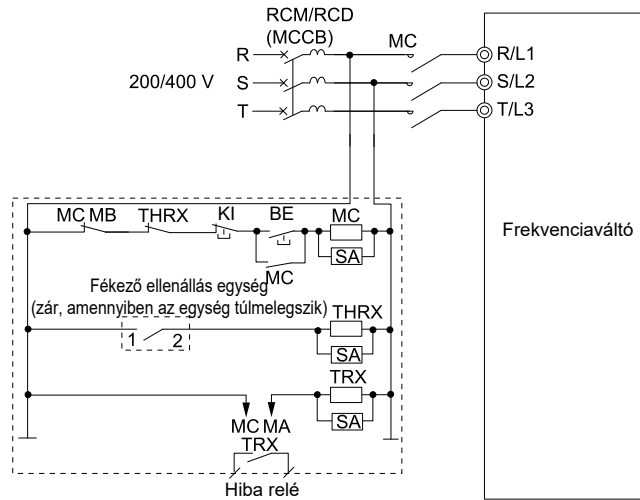 RCM/RCD
(MCCB)
MC
R
R/L1
200/400 V
S
S/L2
T
T/L3
Frekvenciaváltó
MC MB
THRX
KI
BE
MC
SA
MC
Fékező ellenállás egység
(zár, amennyiben az egység túlmelegszik)
THRX
1
2
SA
TRX
SA
MC MA
TRX
Hiba relé